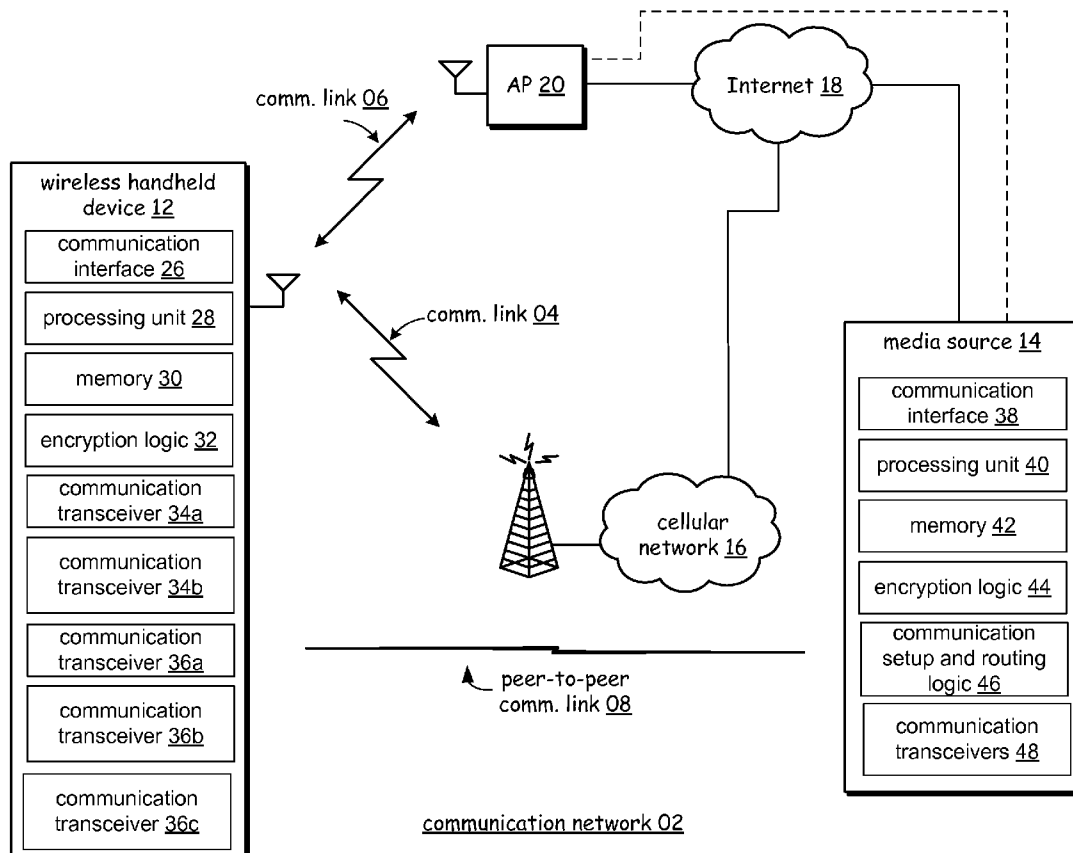 AP 20
Internet 18
comm. link 06
wireless handheld
device 12
communication
interface 26
processing unit 28
memory 30
encryption logic 32
communication
transceiver 34a
communication
transceiver 34b
communication
transceiver 36a
communication
transceiver 36b
communication
transceiver 36c
comm. link 04
cellular
network 16
peer-to-peer
comm. link 08
media source 14
communication
interface 38
processing unit 40
memory 42
encryption logic 44
communication
setup and routing
logic 46
communication
transceivers 48
communication network 02